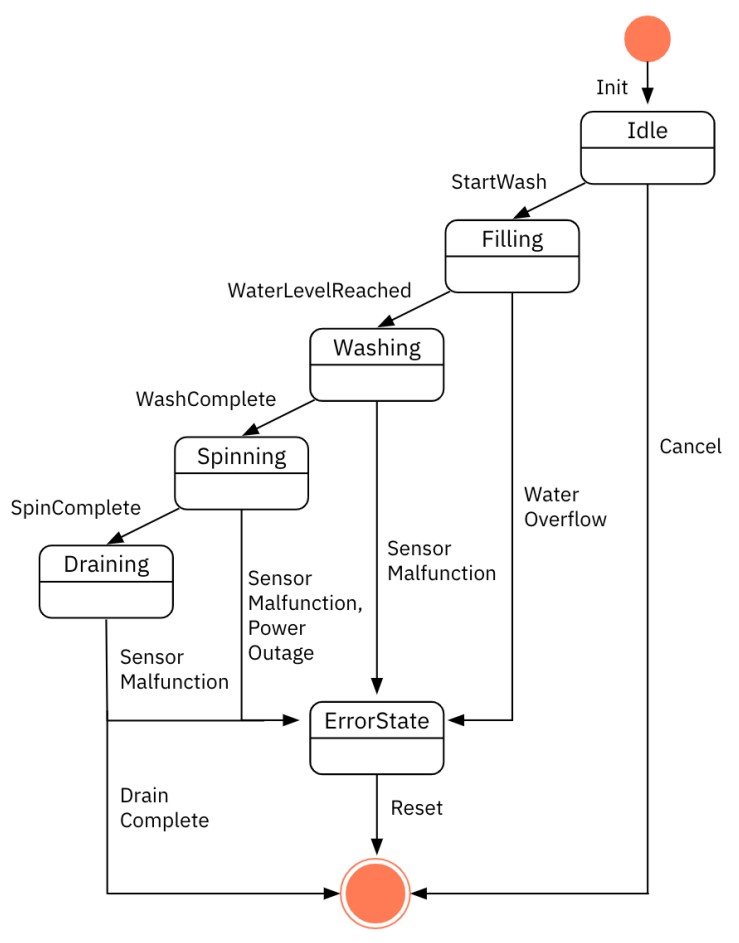 Init
Idle
StartWash
Filling
WaterLevelReached
Washing
WashComplete
Spinning
Cancel
Water
Overflow
SpinComplete
Draining
Sensor
Malfunction
Sensor
Malfunction,
Power
Outage
Sensor
Malfunction
ErrorState
Drain
Complete
Reset